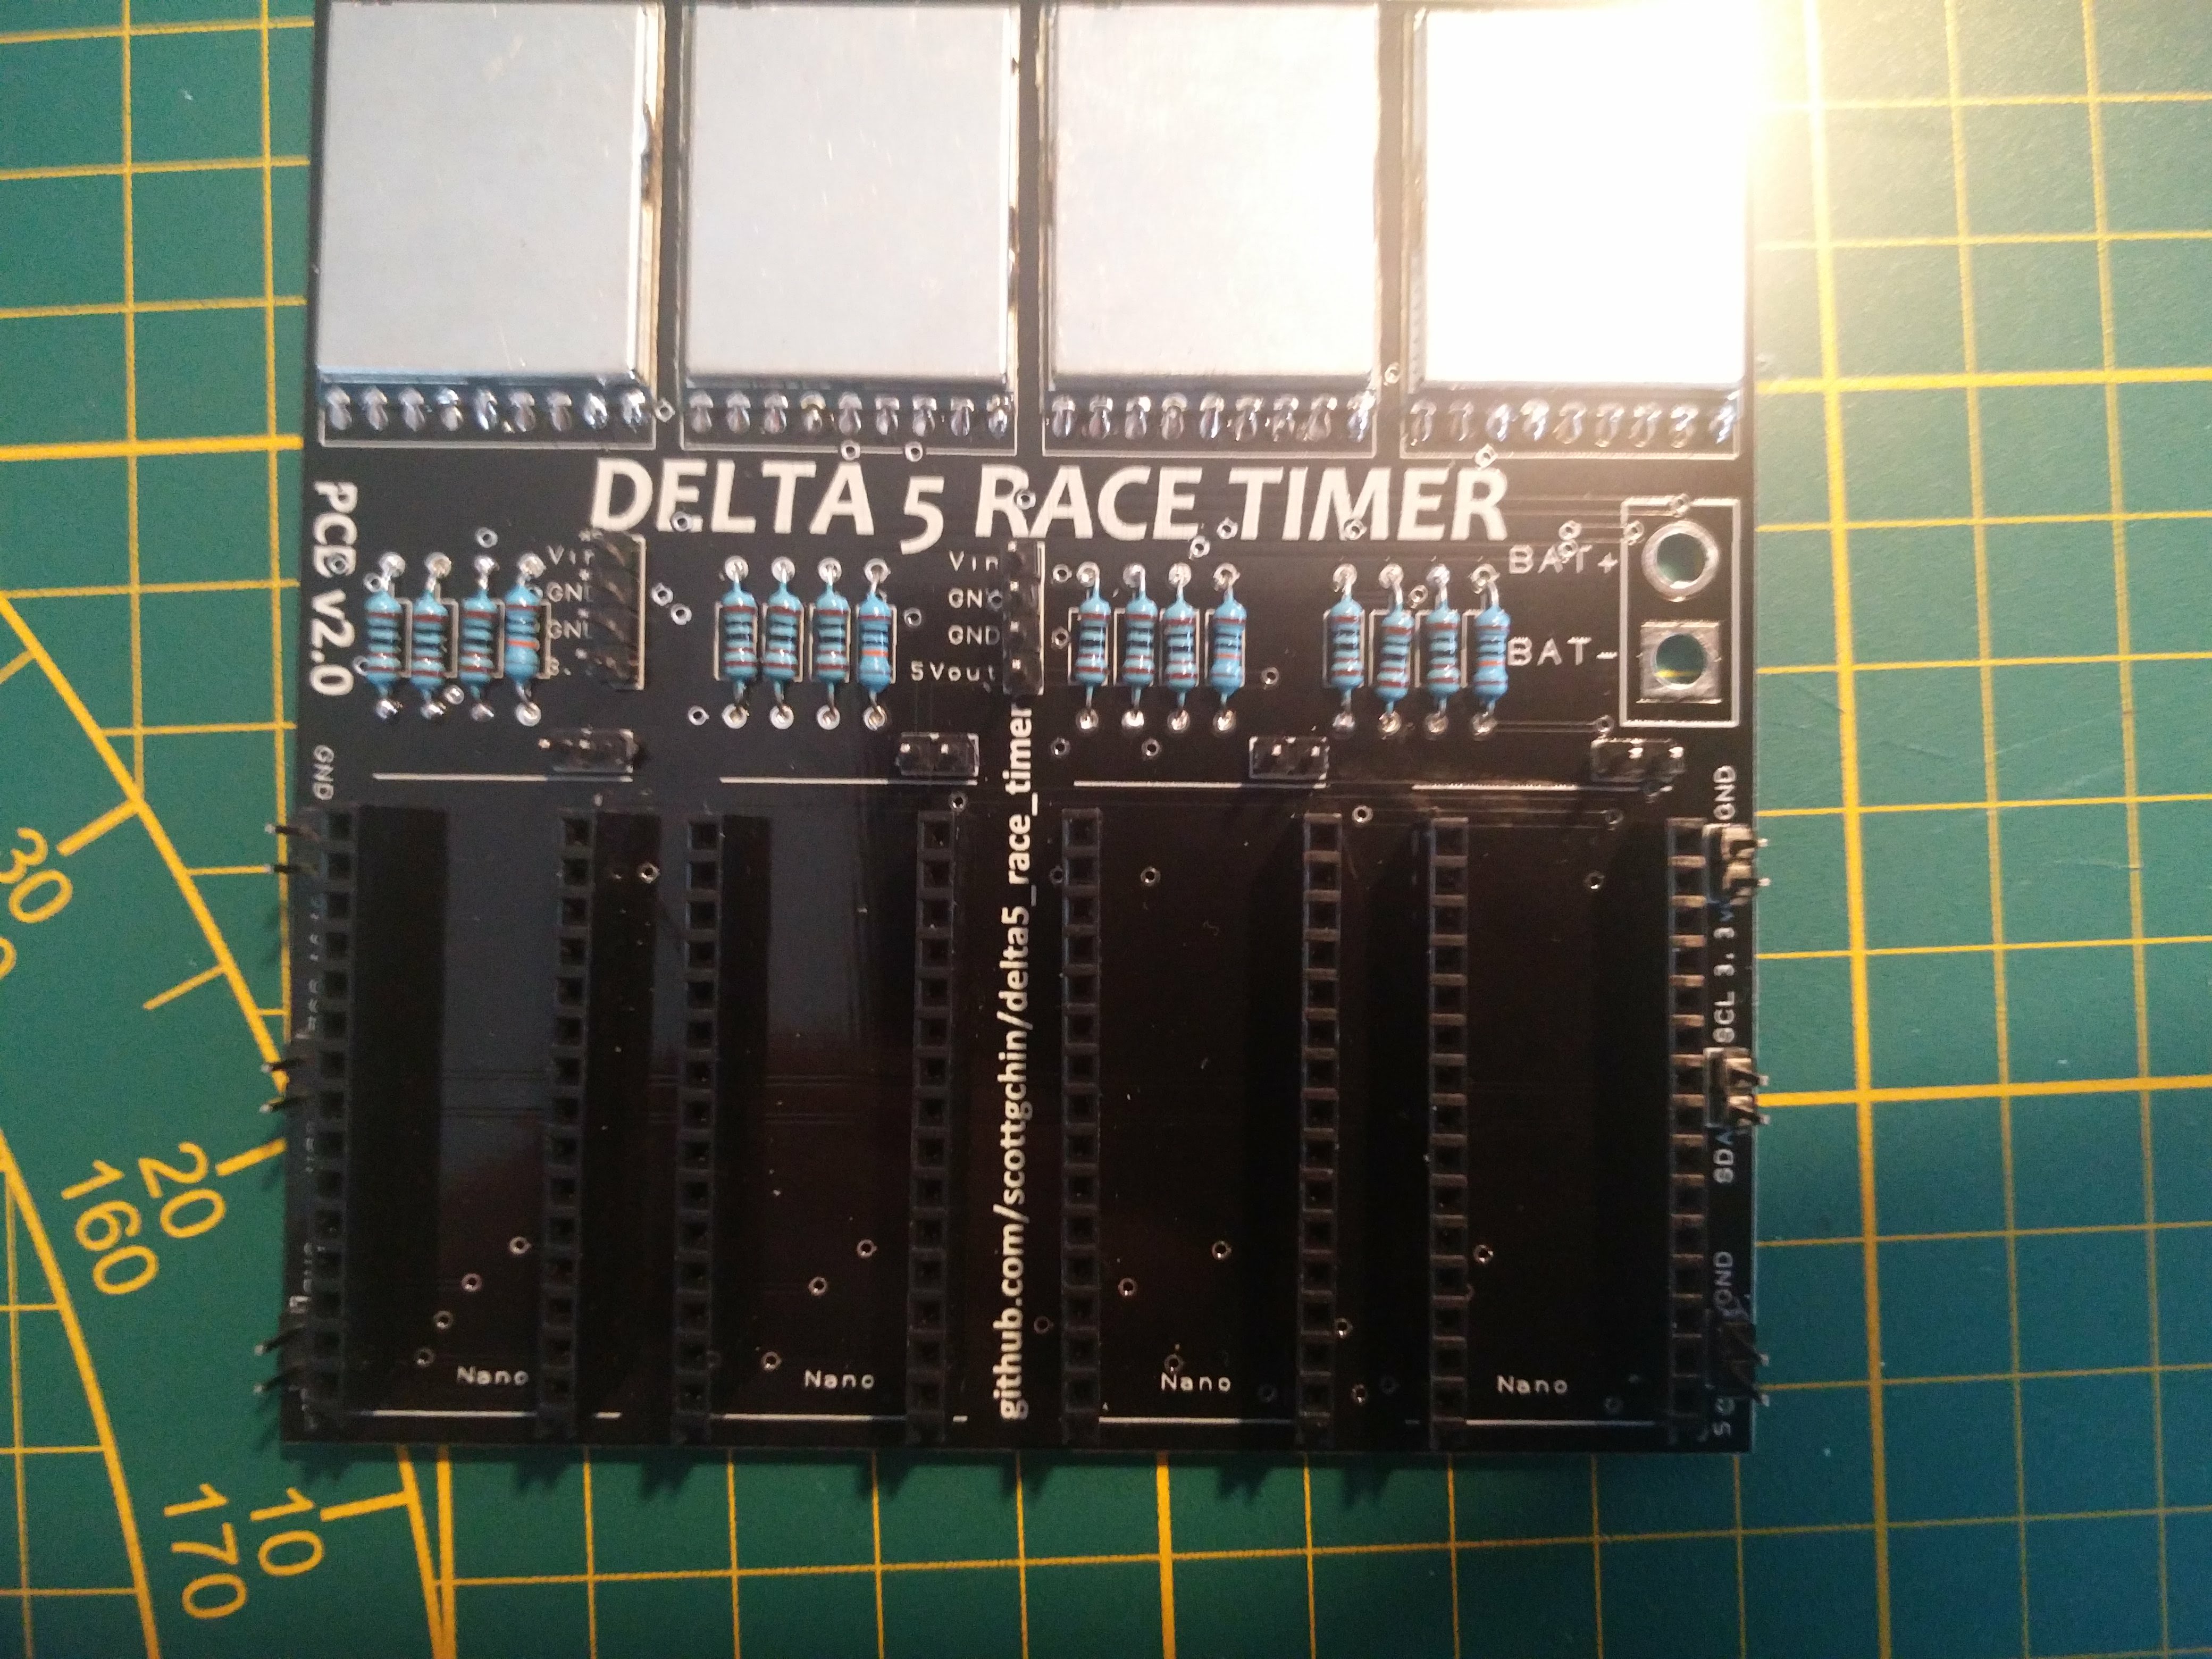 DELTA 5 RACE TIMER
PCB v2.0
Vin
GND
GND
Vin
GND
GND
5Vout
BAT+
BAT-
GND
GND
github.com/scottgchin/delta5_race_timer
SCL 3.3v
SDA
GND
Nano
Nano
Nano
Nano
30
20
160
10
170